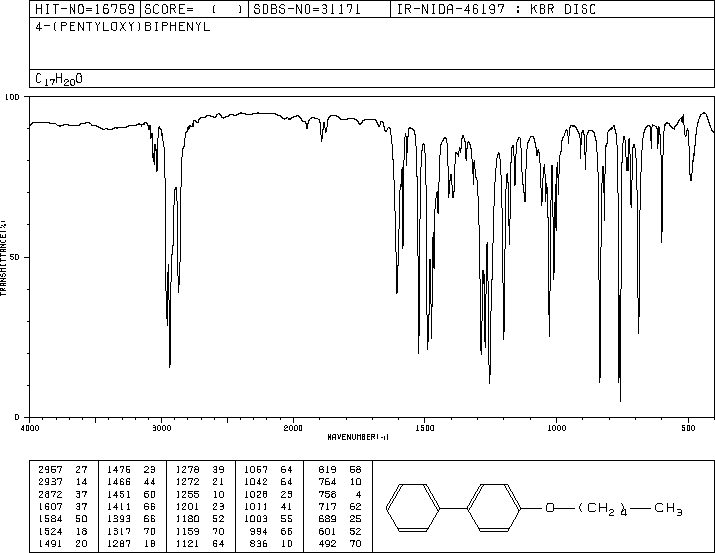 HIT-NO=16759 SCORE= ( ) SDBS-NO=31171 IR-NIDA-46197 : KBR DISC
4-(PENTYLOXY)BIPHENYL
C17H20O
100
50
0
TRANSMITTANCE(%)
4000 3000 2000 1500 1000 500
WAVENUMBER(-1)
2957 27 1476 29 1278 39 1057 64 819 58
2937 14 1466 44 1272 21 1042 64 764 10
2872 37 1451 60 1255 10 1028 23 758 4
1607 37 1411 66 1201 23 1011 41 717 62
1584 50 1393 66 1180 52 1003 55 689 25
1524 18 1317 70 1159 70 994 66 601 52
1491 20 1287 18 1121 64 836 10 492 70
O—(CH2)4—CH3